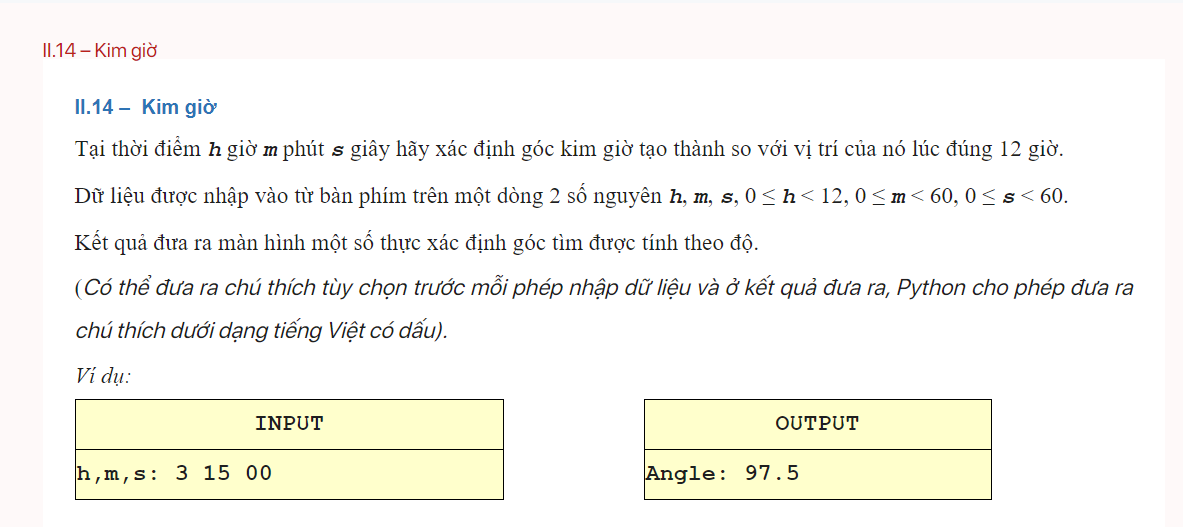 II.14 – Kim giờ
II.14 – Kim giờ
Tại thời điểm h giờ m phút s giây hãy xác định góc kim giờ tạo thành so với vị trí của nó lúc đúng 12 giờ.
Dữ liệu được nhập vào từ bàn phím trên một dòng 2 số nguyên h, m, s, 0 ≤ h < 12, 0 ≤ m < 60, 0 ≤ s < 60.
Kết quả đưa ra màn hình một số thực xác định góc tìm được tính theo độ.
(Có thể đưa ra chú thích tùy chọn trước mỗi phép nhập dữ liệu và ở kết quả đưa ra, Python cho phép đưa ra
chú thích dưới dạng tiếng Việt có dấu).
Ví dụ:
INPUT
OUTPUT
h,m,s: 3 15 00
Angle: 97.5